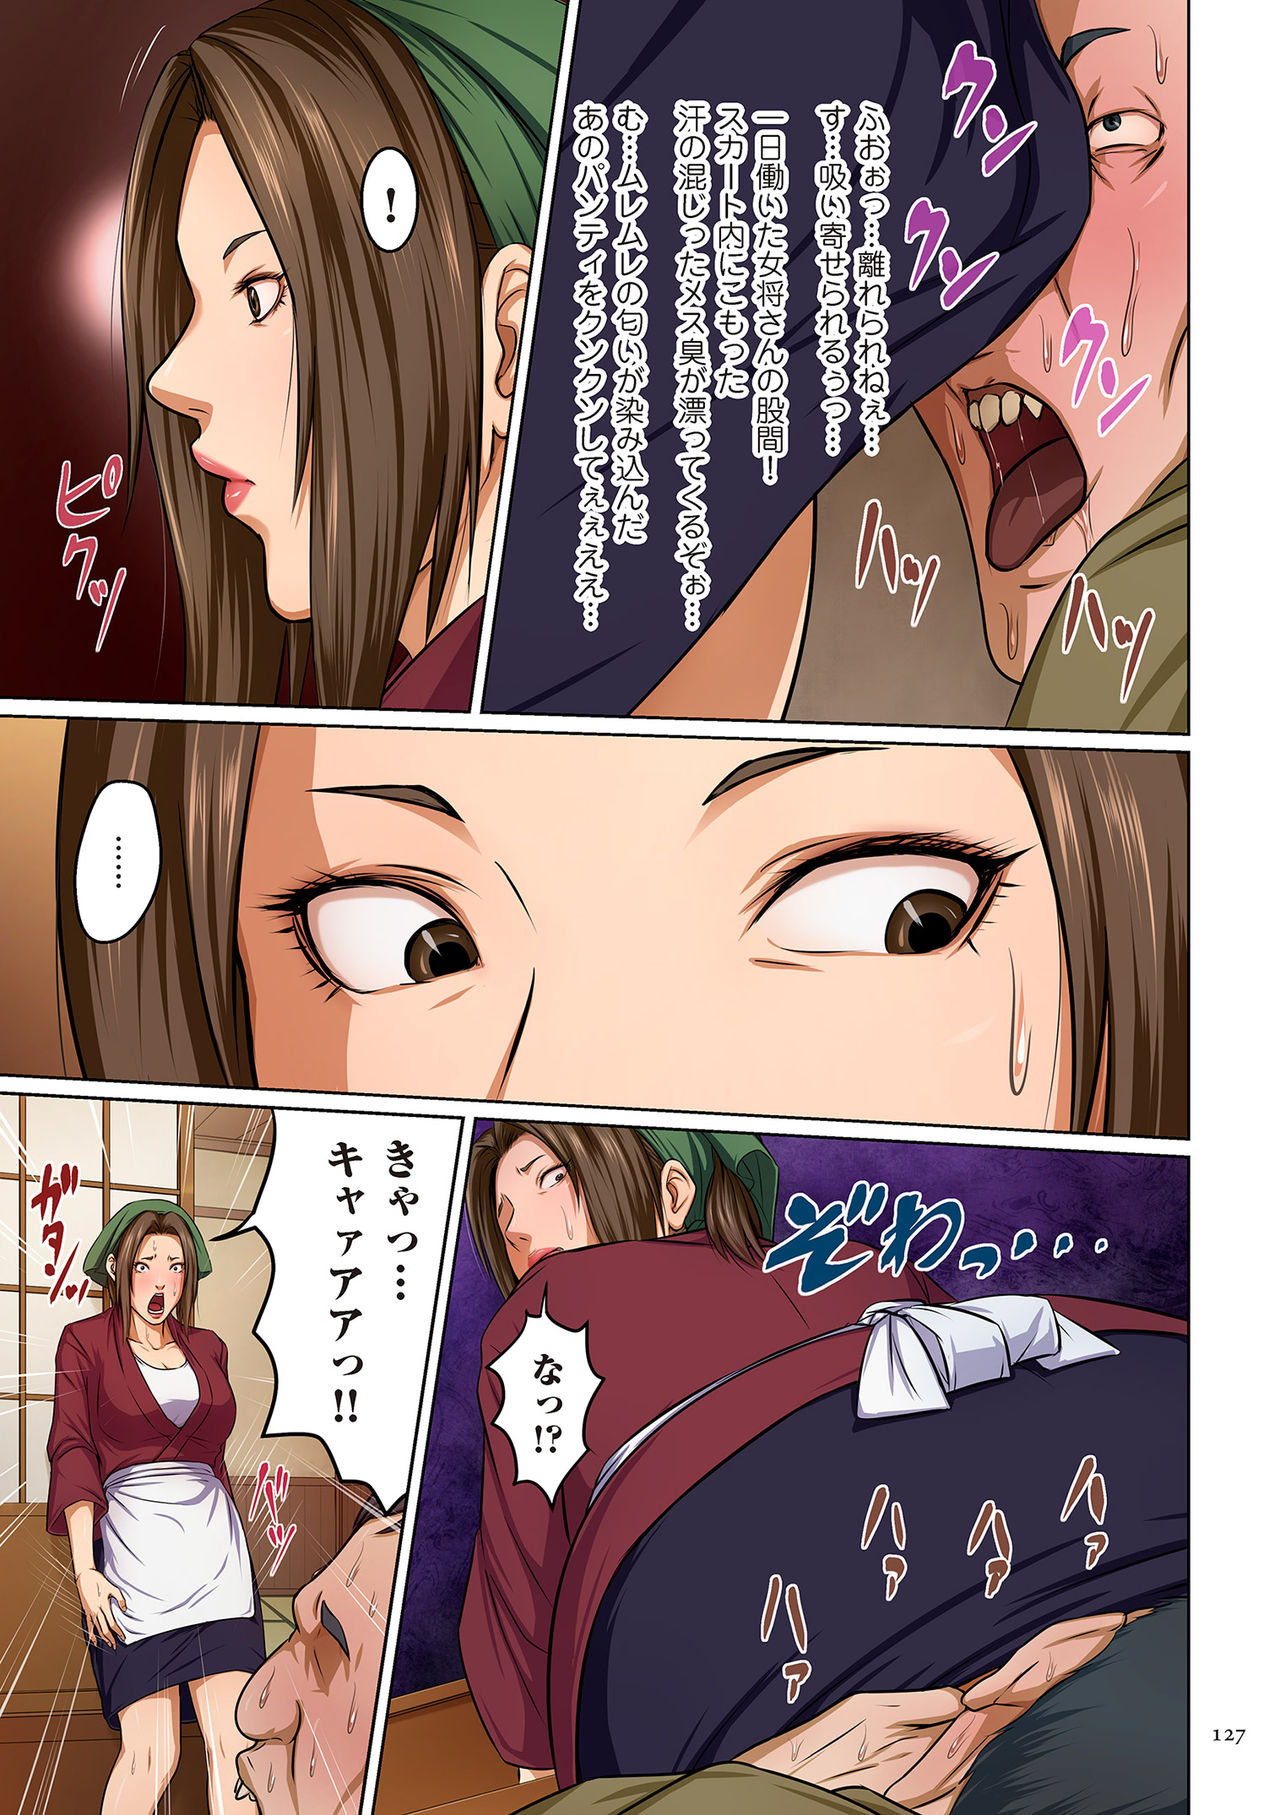 ふおぉっ…離れられねぇ…
す…吸い寄せられるぅっ…
一日働いた女将さんの股間！
スカート内にこもった
汗の混じったメス臭が漂ってくるぞぉ…
む…ムレムレの匂いが染み込んだ
あのパンティをクンクンしてぇぇぇぇ…
クン
クン
クン
ハッ
ハッ
！
ピクッ
……
ぞわっ…
なっ!?
ハァ
ハァ
ハァ
ハァ
きゃっ…
キャァアアっ!!
ガタンッ
バッ
127